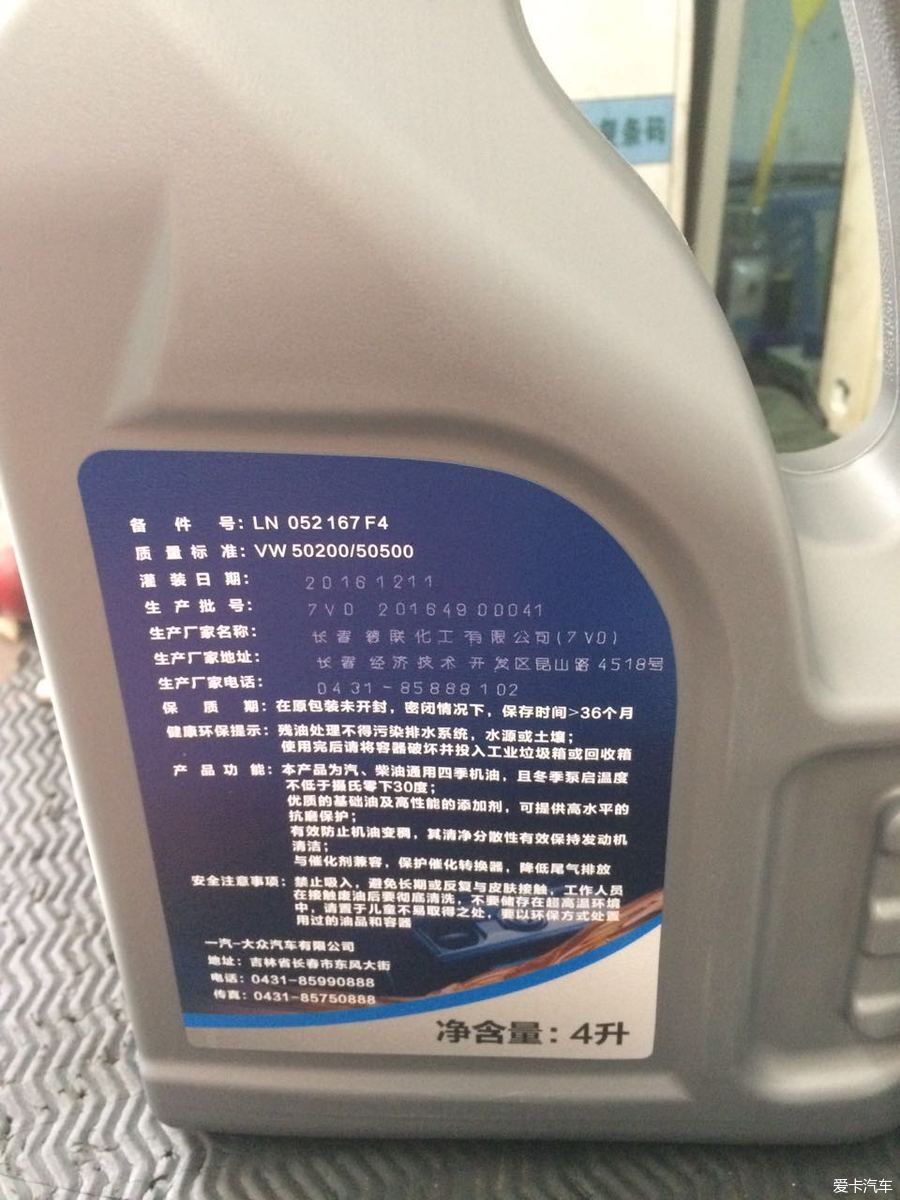 复条码
备 件 号：LN 052 167 F4
质 量 标 准：VW 50200/50500
灌 装 日 期： 20161211
生 产 批 号： 7V0 20164900041
生产厂家名称： 长春 联化工有限公司(7V0)
生产厂家地址： 长春 经济技术 开发区昆山路 4518号
生产厂家电话： 0431-85888102
保 质 期：在原包装未开封，密闭情况下，保存时间>36个月
健康环保提示：残油处理不得污染排水系统，水源或土壤；
使用完后请将容器破坏并投入工业垃圾箱或回收箱
产 品 功 能：本产品为汽、柴油通用四季机油，且冬季泵启温度
不低于摄氏零下30度；
优质的基础油及高性能的添加剂，可提供高水平的
抗磨保护；
有效防止机油变稠，其清净分散性有效保持发动机
清洁；
与催化剂兼容，保护催化转换器，降低尾气排放
安全注意事项：禁止吸入，避免长期或反复与皮肤接触，工作人员
在接触废油后要彻底清洗，不要储存在超高温环境
中，请置于儿童不易取得之处，要以环保方式处置
用过的油品和容器
一汽-大众汽车有限公司
地址：吉林省长春市东风大街
电话：0431-85990888
传真：0431-85750888
净含量：4升
爱卡汽车